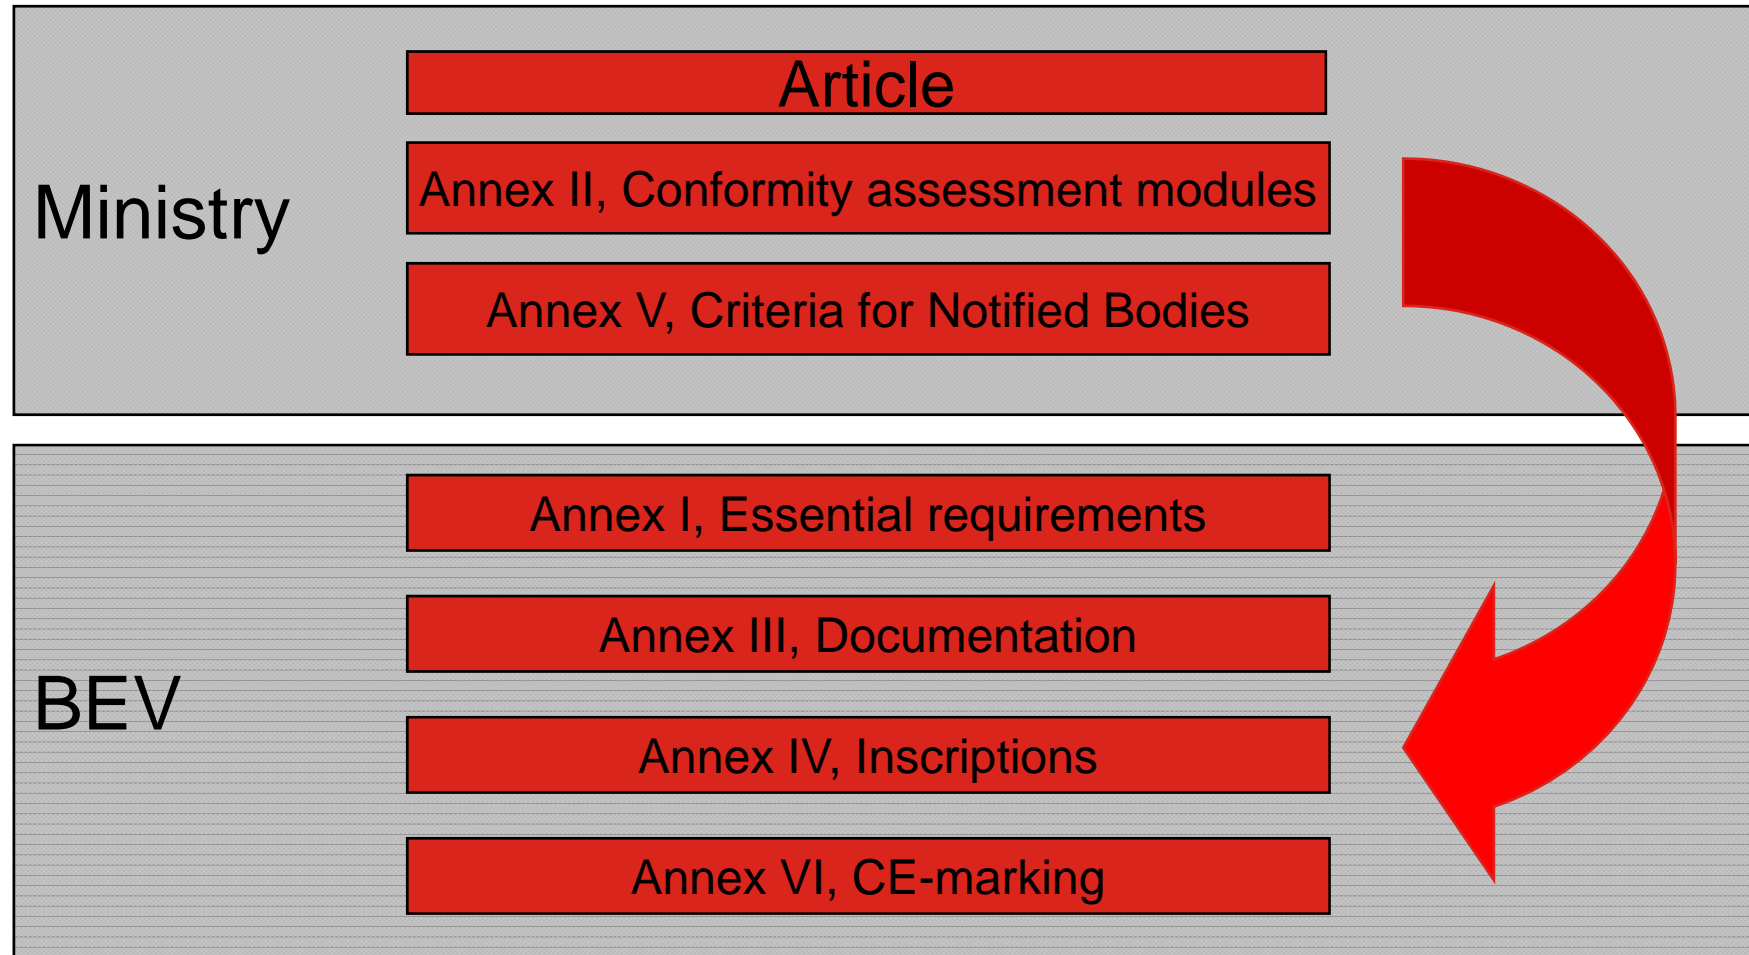 Article
Ministry
Annex II, Conformity assessment modules
Annex V, Criteria for Notified Bodies
Annex I, Essential requirements
Annex III, Documentation
BEV
Annex IV, Inscriptions
Annex VI, CE-marking